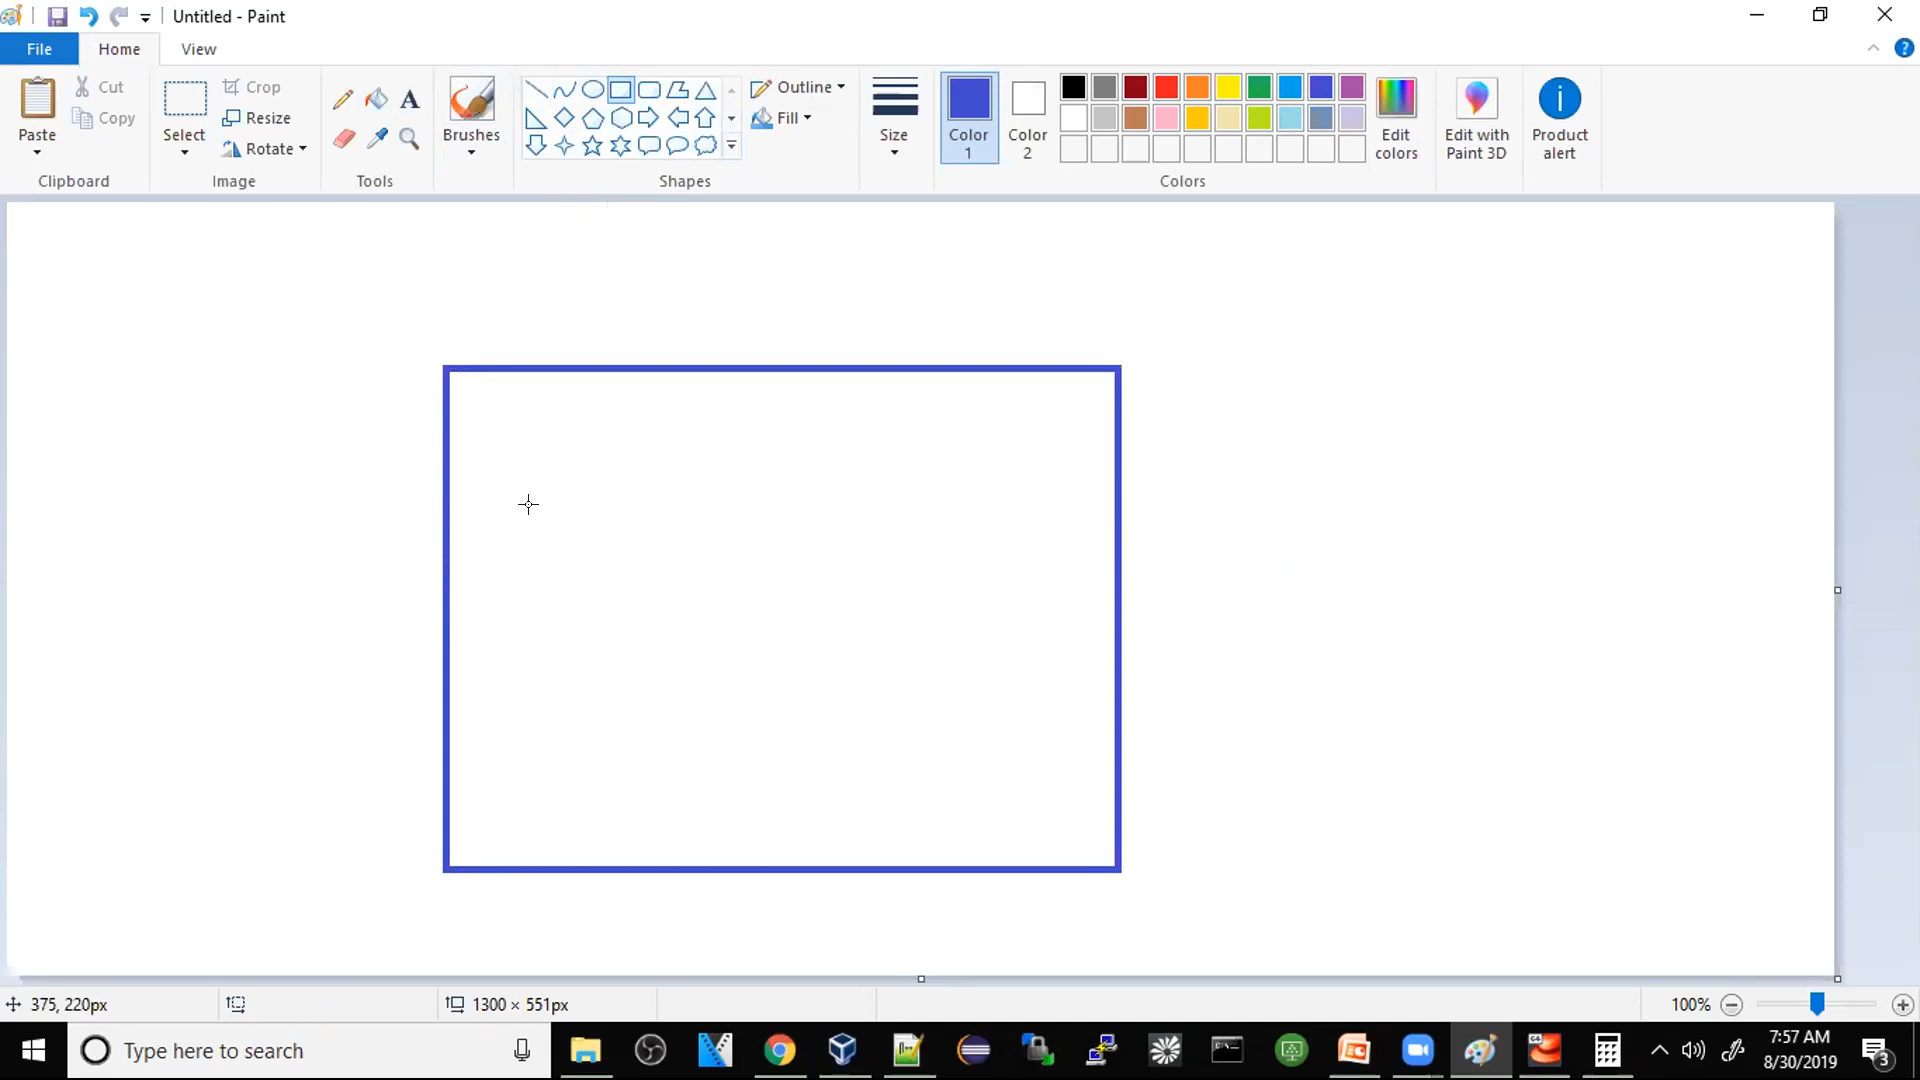 Untitled - Paint
File Home View
Paste
Cut
Copy
Clipboard
Select
Crop
Resize
Rotate
Image
A
Tools
Brushes
Outline
Fill
Shapes
Size
Color 1
Color 2
Edit colors
Colors
Edit with Paint 3D
Product alert
375, 220px
1300 × 551px
100%
Type here to search
7:57 AM
8/30/2019
3